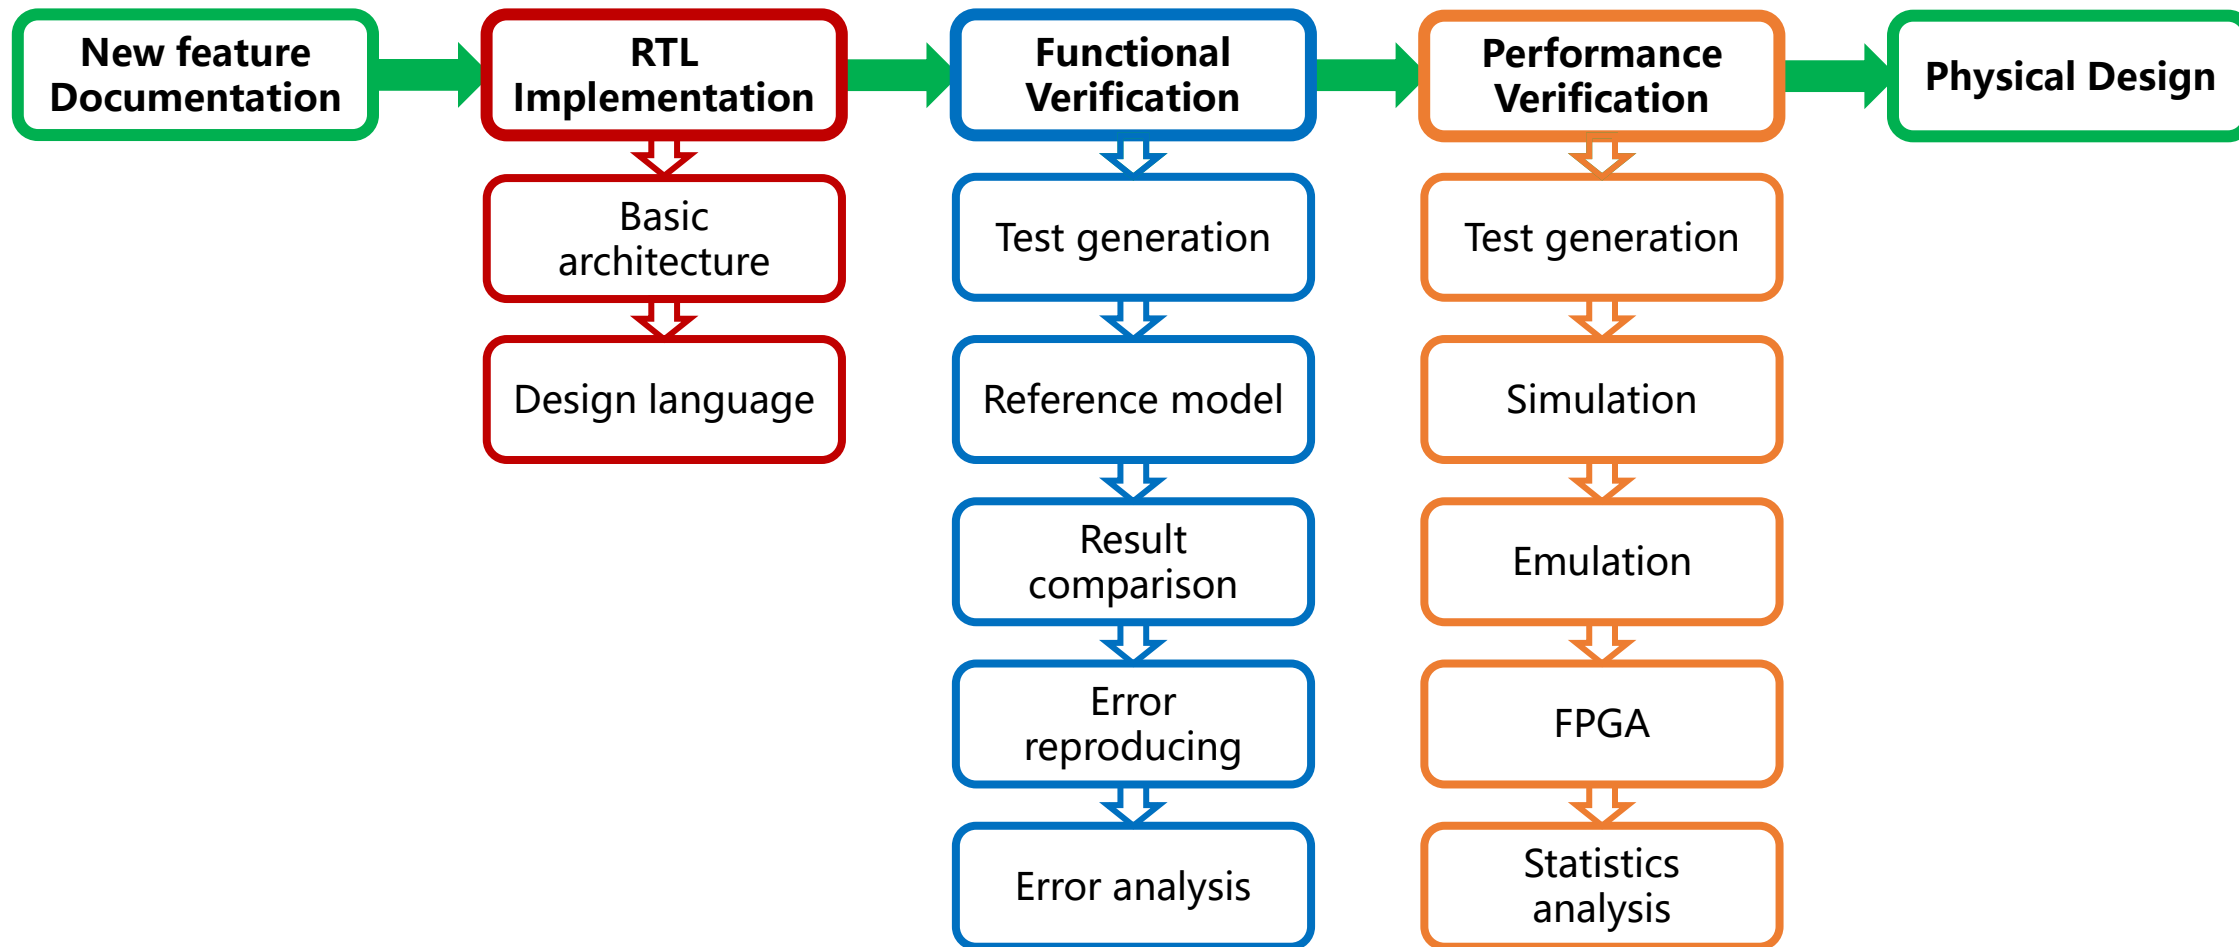 New feature
Documentation
RTL
Implementation
Functional
Verification
Performance
Verification
Physical Design
Basic
architecture
Design language
Test generation
Reference model
Result
comparison
Error
reproducing
Error analysis
Test generation
Simulation
Emulation
FPGA
Statistics
analysis